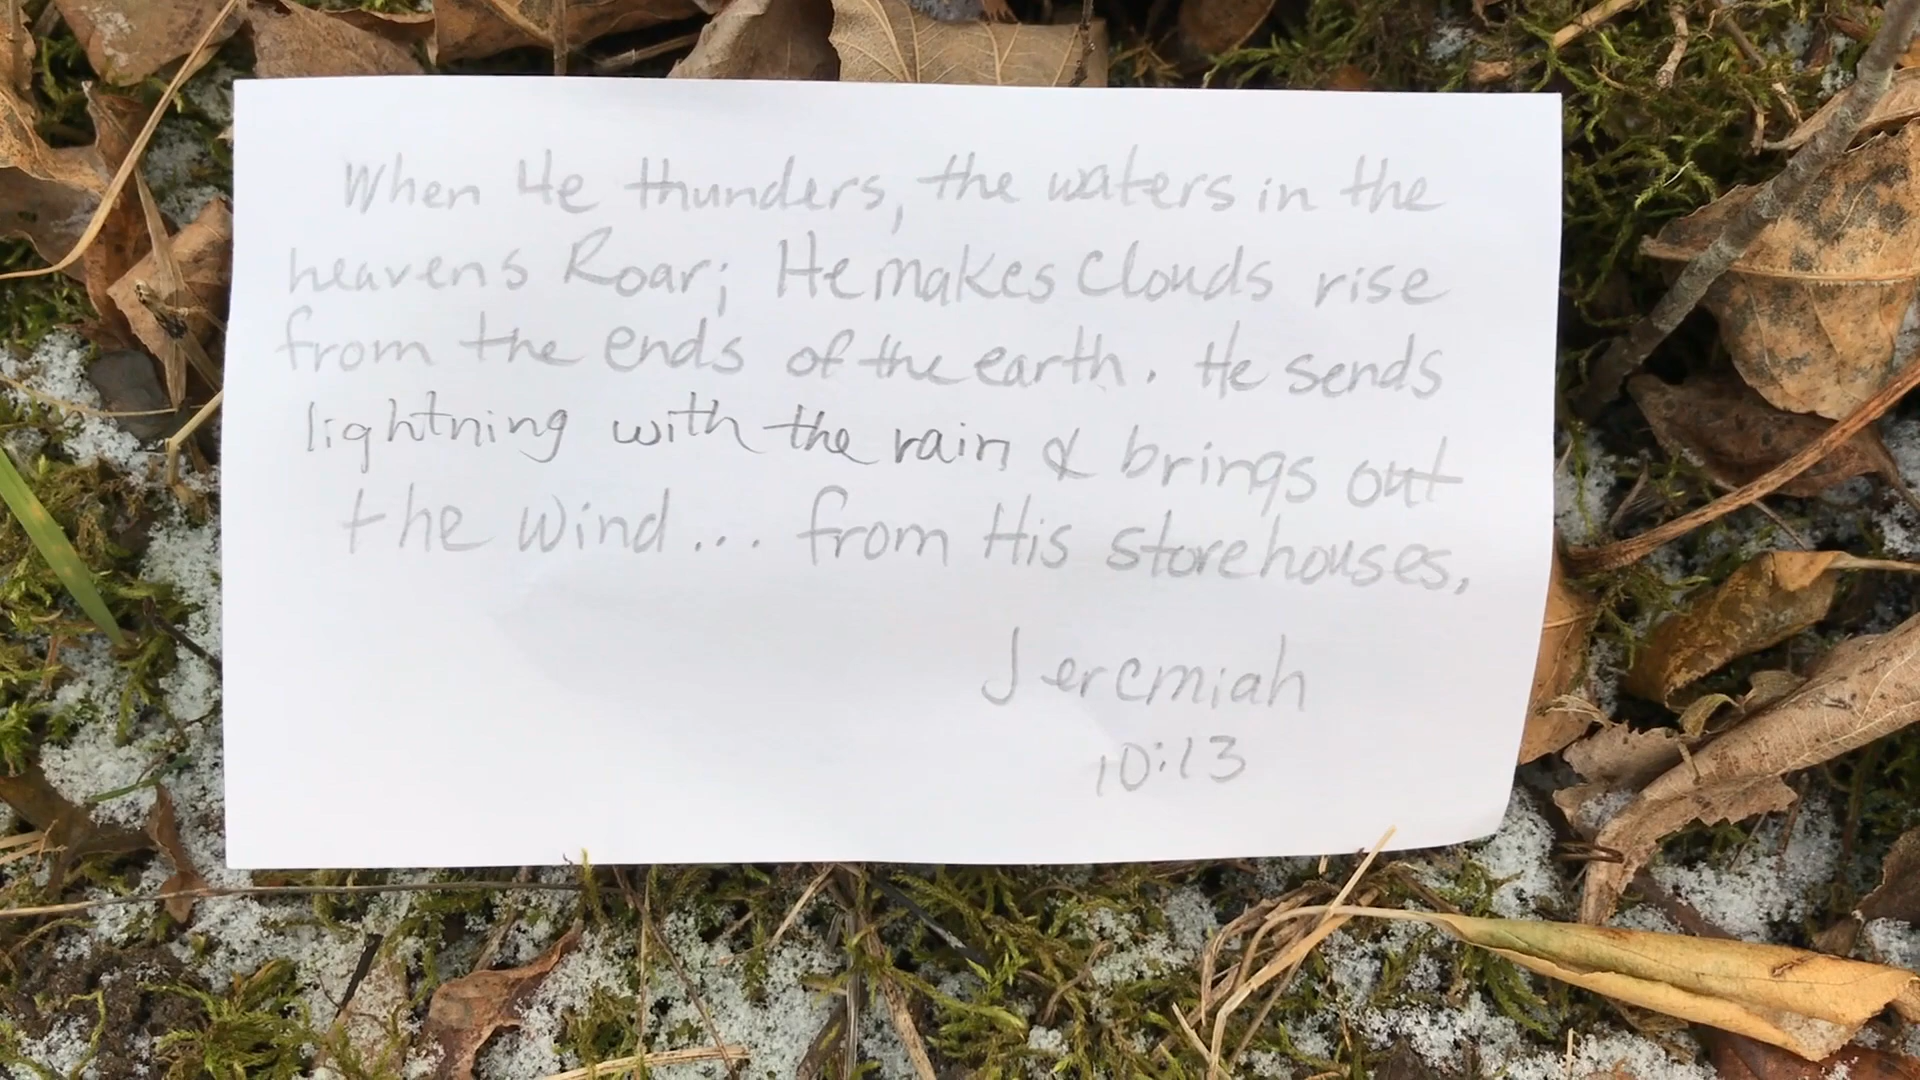 When He thunders, the waters in the
heavens Roar; He makes Clouds rise
from the ends of the earth. He sends
lightning with the rain & brings out
the Wind... from His storehouses,
Jeremiah
10:13